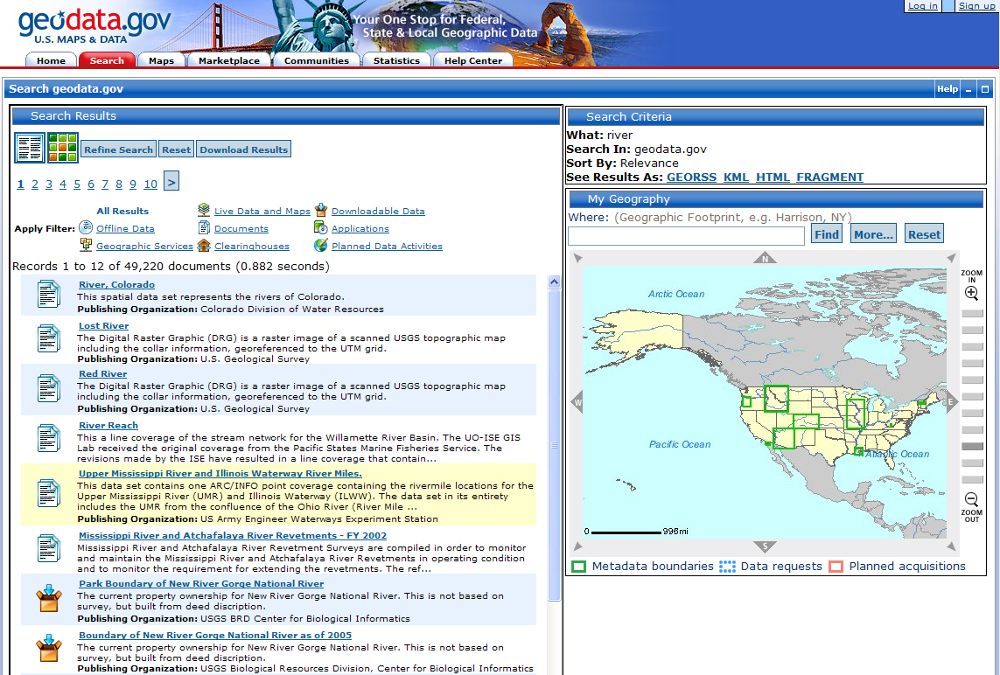 geodata.gov
U.S. MAPS & DATA
Your One Stop for Federal,
State & Local Geographic Data
Log in Sign up
Home Search Maps Marketplace Communities Statistics Help Center
Search geodata.gov
Help
Search Results
Refine Search Reset Download Results
1 2 3 4 5 6 7 8 9 10 >
All Results Live Data and Maps Downloadable Data
Apply Filter: Offline Data Documents Applications
Geographic Services Clearinghouses Planned Data Activities
Records 1 to 12 of 49,220 documents (0.882 seconds)
River, Colorado
This spatial data set represents the rivers of Colorado.
Publishing Organization: Colorado Division of Water Resources
Lost River
The Digital Raster Graphic (DRG) is a raster image of a scanned USGS topographic map
including the collar information, georeferenced to the UTM grid.
Publishing Organization: U.S. Geological Survey
Red River
The Digital Raster Graphic (DRG) is a raster image of a scanned USGS topographic map
including the collar information, georeferenced to the UTM grid.
Publishing Organization: U.S. Geological Survey
River Reach
This a line coverage of the stream network for the Willamette River Basin. The UO-ISE GIS
Lab received the original coverage from the Pacific States Marine Fisheries Service. The
revisions made by the ISE have resulted in a line coverage that contain...
Upper Mississippi River and Illinois Waterway River Miles.
This data set contains one ARC/INFO point coverage containing the rivermile locations for the
Upper Mississippi River (UMR) and Illinois Waterway (ILWW). The data set in its entirety
includes the UMR from the confluence of the Ohio River (River Mile ...
Publishing Organization: US Army Engineer Waterways Experiment Station
Mississippi River and Atchafalaya River Revetments - FY 2002
Mississippi River and Atchafalaya River Revetment Surveys are compiled in order to monitor
and maintain the Mississippi River and Atchafalaya River Revetments in operating condition
and to monitor the requirement for extending the revetments. The ref...
Park Boundary of New River Gorge National River
The current property ownership for New River Gorge National River. This is not based on
survey, but built from deed discription.
Publishing Organization: USGS BRD Center for Biological Informatics
Boundary of New River Gorge National River as of 2005
The current property ownership for New River Gorge National River. This is not based on
survey, but built from deed discription.
Publishing Organization: USGS Biological Resources Division, Center for Biological Informatics
Search Criteria
What: river
Search In: geodata.gov
Sort By: Relevance
See Results As: GEORSS KML HTML FRAGMENT
My Geography
Where: (Geographic Footprint, e.g. Harrison, NY)
Find More... Reset
N
Arctic Ocean
ZOOM
IN
W
E
Pacific Ocean
Atlantic Ocean
ZOOM
OUT
0 996mi
S
Metadata boundaries Data requests Planned acquisitions